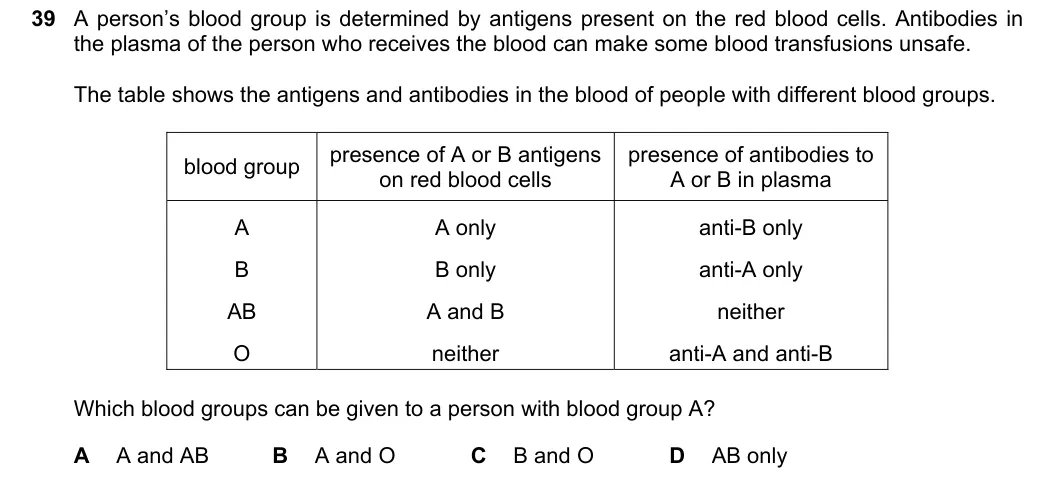 39 A person's blood group is determined by antigens present on the red blood cells. Antibodies in
the plasma of the person who receives the blood can make some blood transfusions unsafe.
The table shows the antigens and antibodies in the blood of people with different blood groups.
blood group presence of A or B antigens on red blood cells presence of antibodies to A or B in plasma
A A only anti-B only
B B only anti-A only
AB A and B neither
O neither anti-A and anti-B
Which blood groups can be given to a person with blood group A?
A A and AB B A and O C B and O D AB only